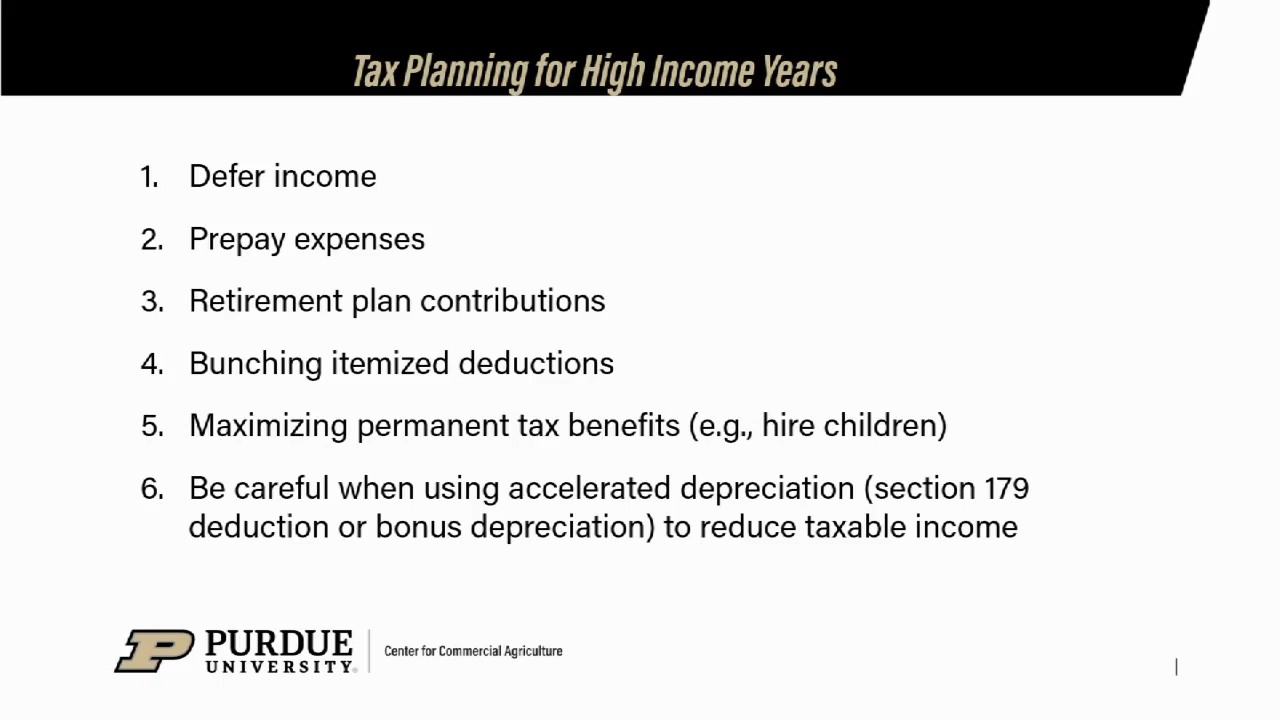 Tax Planning for High Income Years
1. Defer income
2. Prepay expenses
3. Retirement plan contributions
4. Bunching itemized deductions
5. Maximizing permanent tax benefits (e.g., hire children)
6. Be careful when using accelerated depreciation (section 179
deduction or bonus depreciation) to reduce taxable income
P PURDUE
UNIVERSITY®
Center for Commercial Agriculture
|